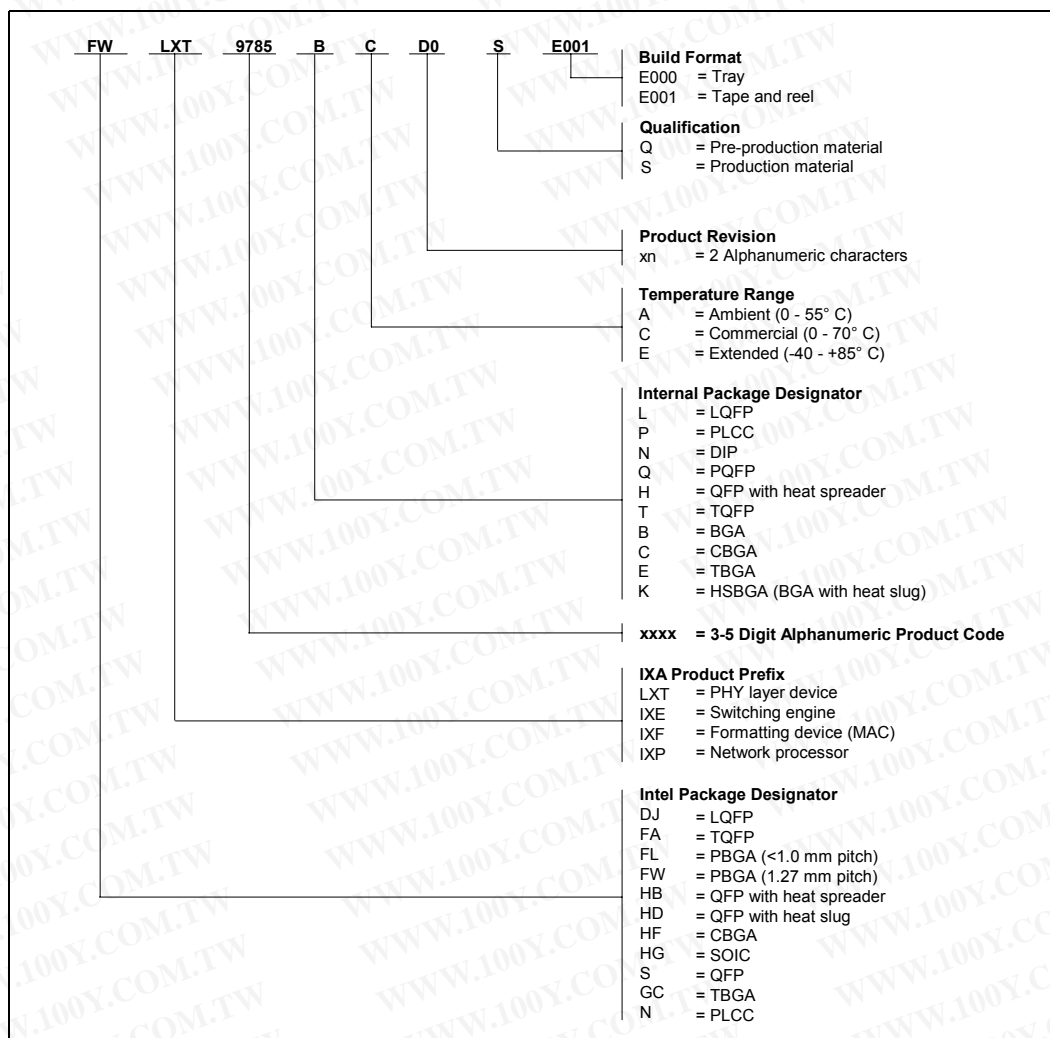 FW LXT 9785 B C D0 S E001
Build Format
E000 = Tray
E001 = Tape and reel
Qualification
Q = Pre-production material
S = Production material
Product Revision
xn = 2 Alphanumeric characters
Temperature Range
A = Ambient (0 - 55° C)
C = Commercial (0 - 70° C)
E = Extended (-40 - +85° C)
Internal Package Designator
L = LQFP
P = PLCC
N = DIP
Q = PQFP
H = QFP with heat spreader
T = TQFP
B = BGA
C = CBGA
E = TBGA
K = HSBGA (BGA with heat slug)
xxxx = 3-5 Digit Alphanumeric Product Code
IXA Product Prefix
LXT = PHY layer device
IXE = Switching engine
IXF = Formatting device (MAC)
IXP = Network processor
Intel Package Designator
DJ = LQFP
FA = TQFP
FL = PBGA (<1.0 mm pitch)
FW = PBGA (1.27 mm pitch)
HB = QFP with heat spreader
HD = QFP with heat slug
HF = CBGA
HG = SOIC
S = QFP
GC = TBGA
N = PLCC
WWW.100Y.COM.TW